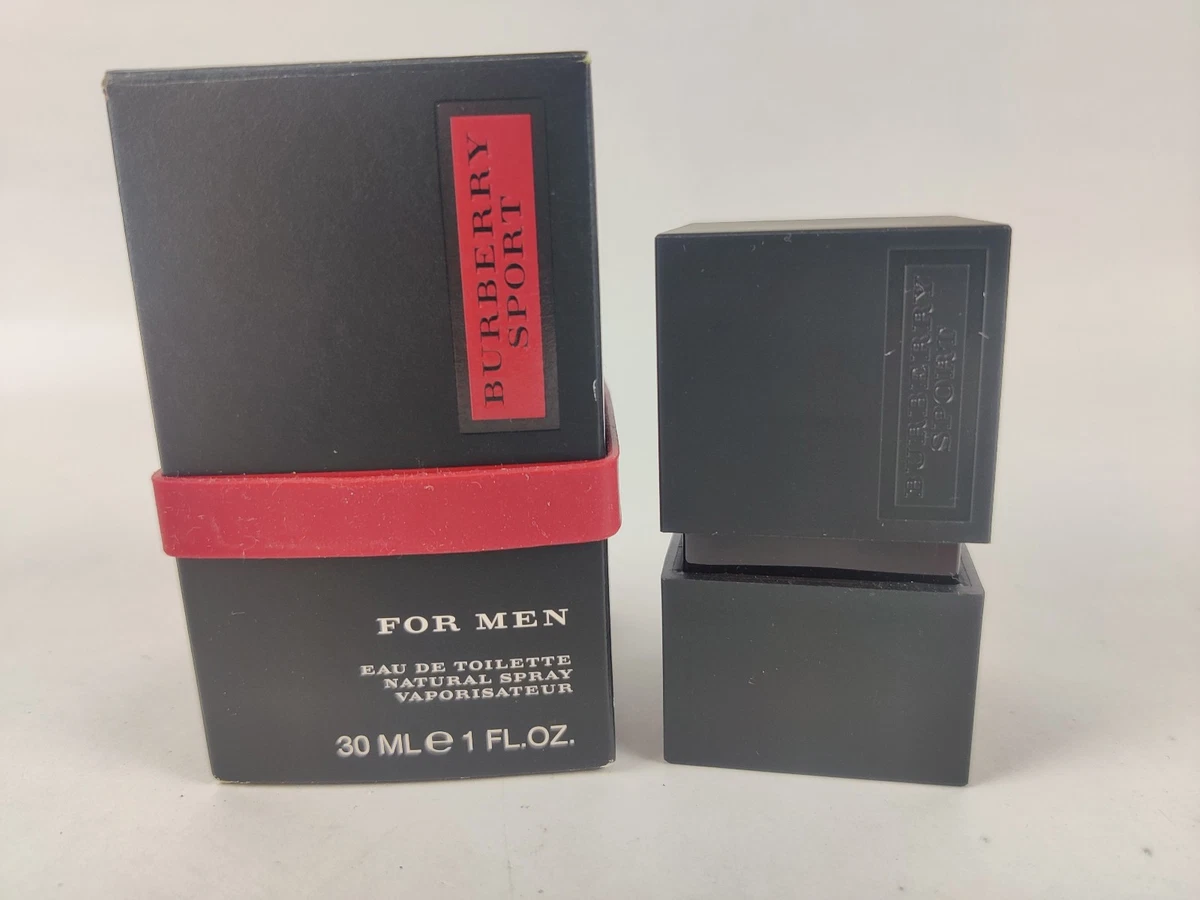 BURBERRY
SPORT
FOR MEN
EAU DE TOILETTE
NATURAL SPRAY
VAPORISATEUR
30 ML e 1 FL.OZ.
BURBERRY
SPORT